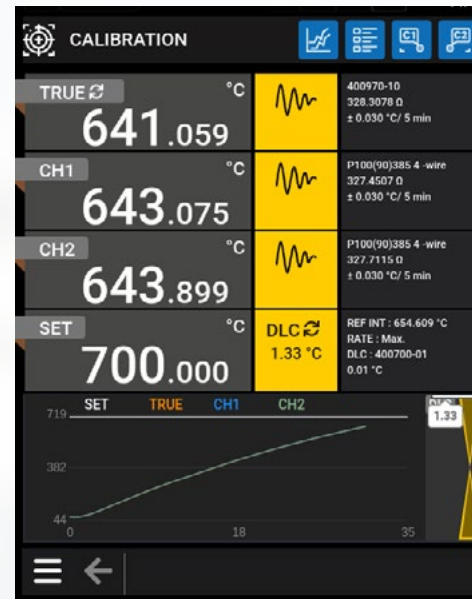 CALIBRATION
C1
C2
TRUE
°C
641.059
400970-10
328.3078 Ω
± 0.030 °C/ 5 min
CH1
°C
643.075
P100(90)385 4 -wire
327.4507 Ω
± 0.030 °C/ 5 min
CH2
°C
643.899
P100(90)385 4 -wire
327.7115 Ω
± 0.030 °C/ 5 min
SET
°C
700.000
DLC
1.33 °C
REF INT : 654.609 °C
RATE : Max.
DLC : 400700-01
0.01 °C
SET TRUE CH1 CH2
719
382
44
0 18 35
1.33